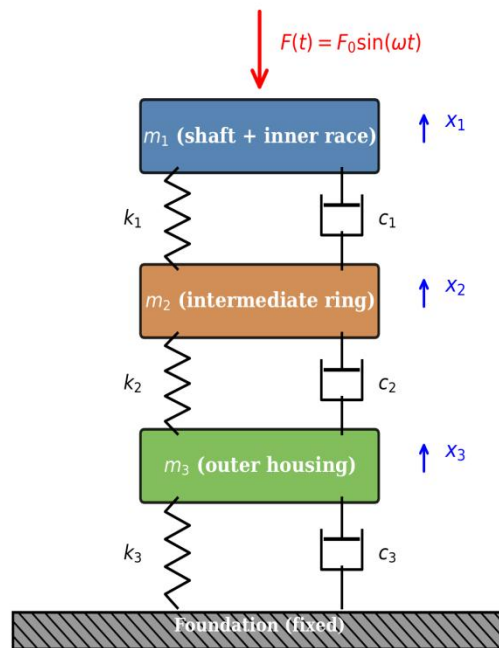 F(t) = F₀sin(ωt)
m₁ (shaft + inner race)
x₁
k₁
c₁
m₂ (intermediate ring)
x₂
k₂
c₂
m₃ (outer housing)
x₃
k₃
c₃
Foundation (fixed)